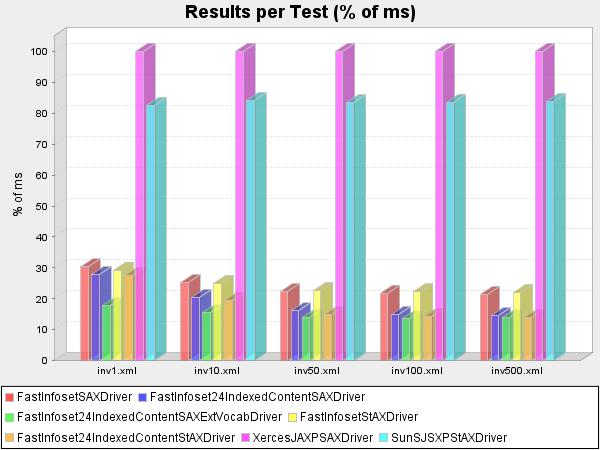 Results per Test (% of ms)
% of ms
100
90
80
70
60
50
40
30
20
10
0
inv1.xml inv10.xml inv50.xml inv100.xml inv500.xml
FastInfosetSAXDriver FastInfoset24IndexedContentSAXDriver
FastInfoset24IndexedContentSAXExtVocabDriver FastInfosetStAXDriver
FastInfoset24IndexedContentStAXDriver XercesJAXPSAXDriver SunSJSXPStAXDriver